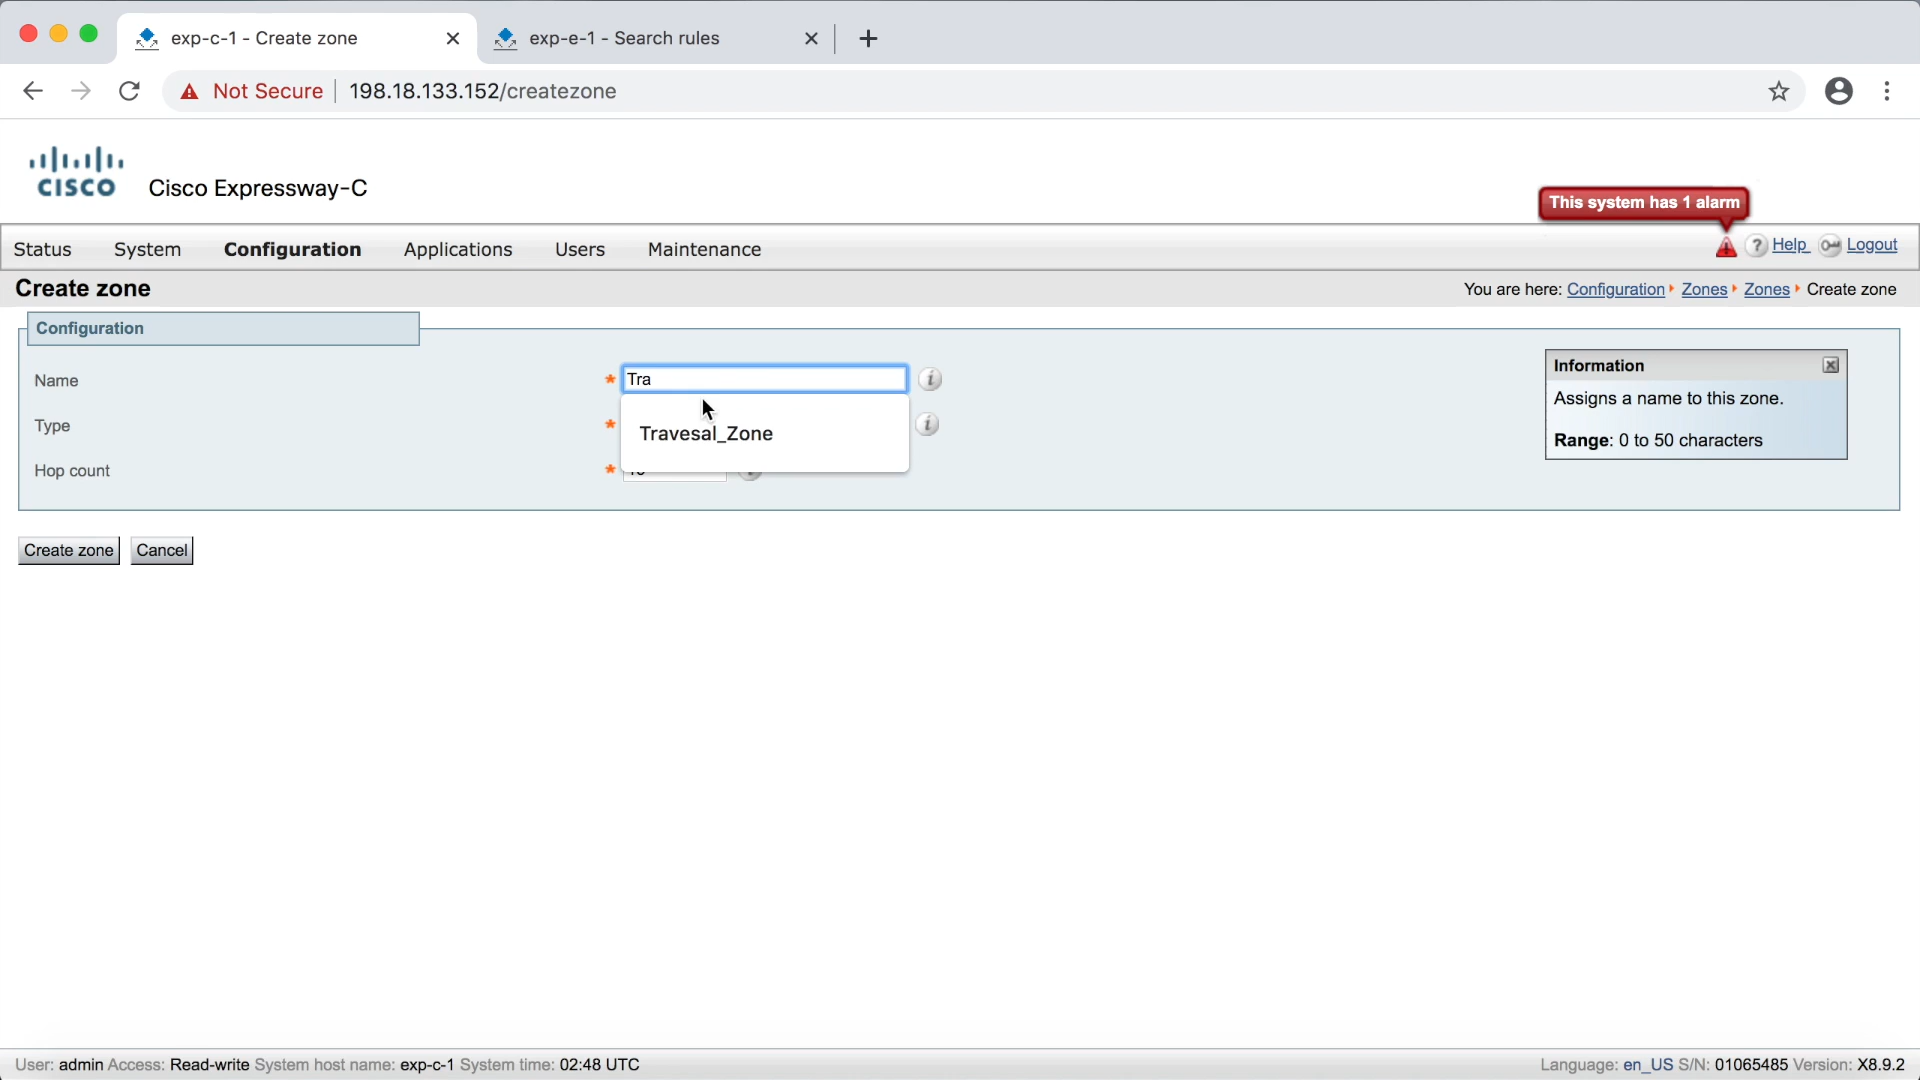 exp-c-1 - Create zone
exp-e-1 - Search rules
Not Secure 198.18.133.152/createzone
CISCO Cisco Expressway-C
This system has 1 alarm
Status System Configuration Applications Users Maintenance ? Help Logout
Create zone You are here: Configuration Zones Zones Create zone
Configuration
Name * Tra i
Type * i
Travesal_Zone
Hop count *
Information
Assigns a name to this zone.
Range: 0 to 50 characters
Create zone Cancel
User: admin Access: Read-write System host name: exp-c-1 System time: 02:48 UTC Language: en_US S/N: 01065485 Version: X8.9.2